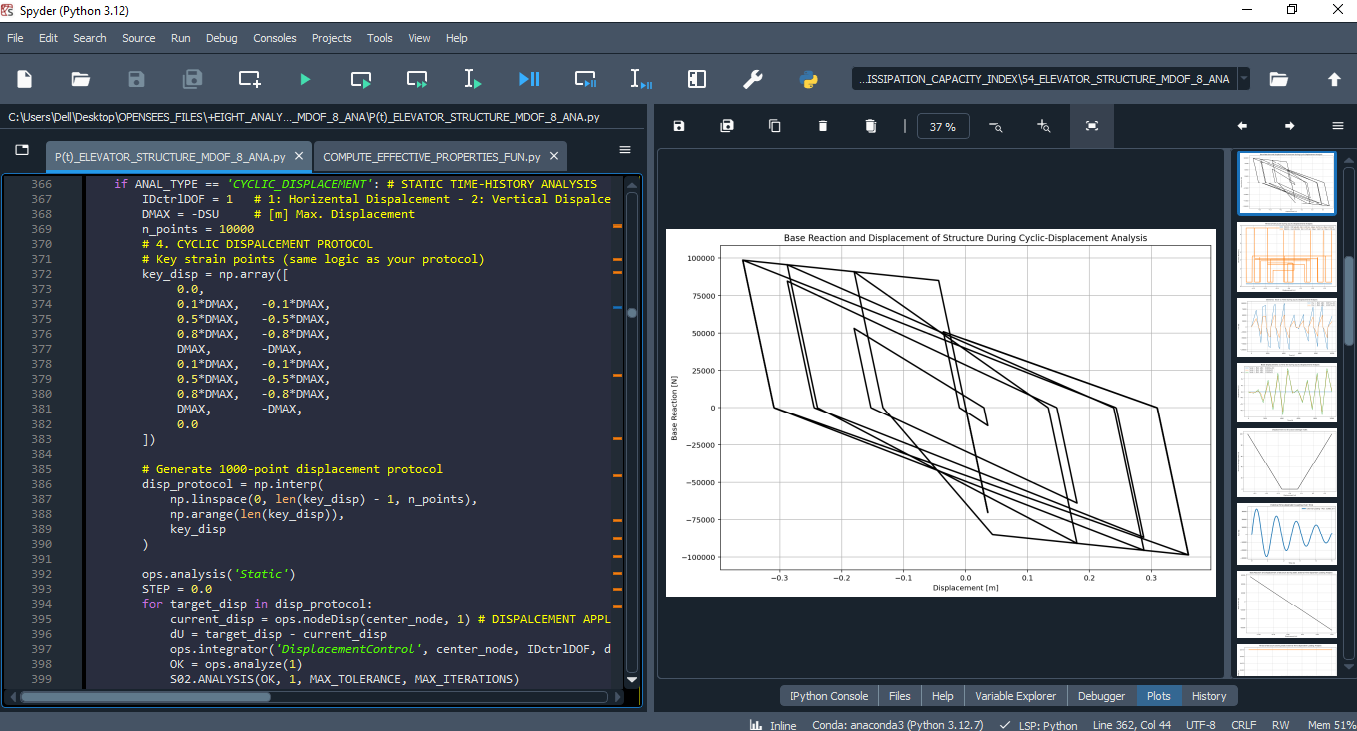 Spyder (Python 3.12)
File Edit Search Source Run Debug Consoles Projects Tools View Help
...ISSIPATION_CAPACITY_INDEX\54_ELEVATOR_STRUCTURE_MDOF_8_ANA
C:\Users\Dell\Desktop\OPENSEES_FILES\+EIGHT_ANALY..._MDOF_8_ANA\P(t)_ELEVATOR_STRUCTURE_MDOF_8_ANA.py
P(t)_ELEVATOR_STRUCTURE_MDOF_8_ANA.py COMPUTE_EFFECTIVE_PROPERTIES_FUN.py
366 if ANAL_TYPE == 'CYCLIC_DISPLACEMENT': # STATIC TIME-HISTORY ANALYSIS
367 IDctrlDOF = 1 # 1: Horizental Dispalcement - 2: Vertical Dispalce
368 DMAX = -DSU # [m] Max. Displacement
369 n_points = 10000
370 # 4. CYCLIC DISPALCEMENT PROTOCOL
371 # Key strain points (same logic as your protocol)
372 key_disp = np.array([
373 0.0,
374 0.1*DMAX, -0.1*DMAX,
375 0.5*DMAX, -0.5*DMAX,
376 0.8*DMAX, -0.8*DMAX,
377 DMAX, -DMAX,
378 0.1*DMAX, -0.1*DMAX,
379 0.5*DMAX, -0.5*DMAX,
380 0.8*DMAX, -0.8*DMAX,
381 DMAX, -DMAX,
382 0.0
383 ])
384
385 # Generate 1000-point displacement protocol
386 disp_protocol = np.interp(
387 np.linspace(0, len(key_disp) - 1, n_points),
388 np.arange(len(key_disp)),
389 key_disp
390 )
391
392 ops.analysis('Static')
393 STEP = 0.0
394 for target_disp in disp_protocol:
395 current_disp = ops.nodeDisp(center_node, 1) # DISPALCEMENT APPL
396 dU = target_disp - current_disp
397 ops.integrator('DisplacementControl', center_node, IDctrlDOF, d
398 OK = ops.analyze(1)
399 S02.ANALYSIS(OK, 1, MAX_TOLERANCE, MAX_ITERATIONS)
37 %
Base Reaction and Displacement of Structure During Cyclic-Displacement Analysis
Base Reaction [N]
100000
75000
50000
25000
0
−25000
−50000
−75000
−100000
−0.3 −0.2 −0.1 0.0 0.1 0.2 0.3
Displacement [m]
IPython Console Files Help Variable Explorer Debugger Plots History
Inline Conda: anaconda3 (Python 3.12.7) LSP: Python Line 362, Col 44 UTF-8 CRLF RW Mem 51%